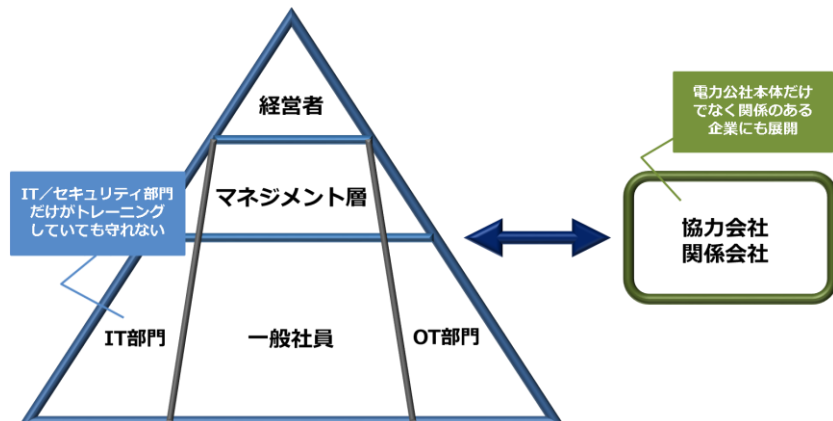 経営者
マネジメント層
IT／セキュリティ部門
だけがトレーニング
していても守れない
IT部門
一般社員
OT部門
電力公社本体だけ
でなく関係のある
企業にも展開
協力会社
関係会社